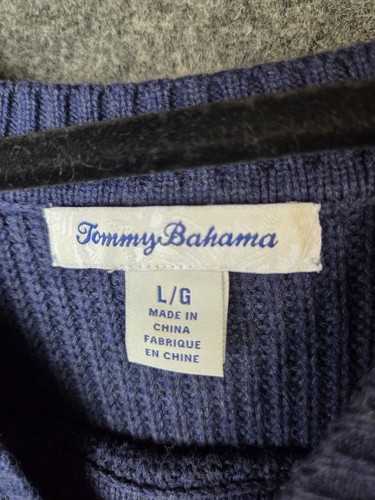 Tommy Bahama
L/G
MADE IN
CHINA
FABRIQUE
EN CHINE